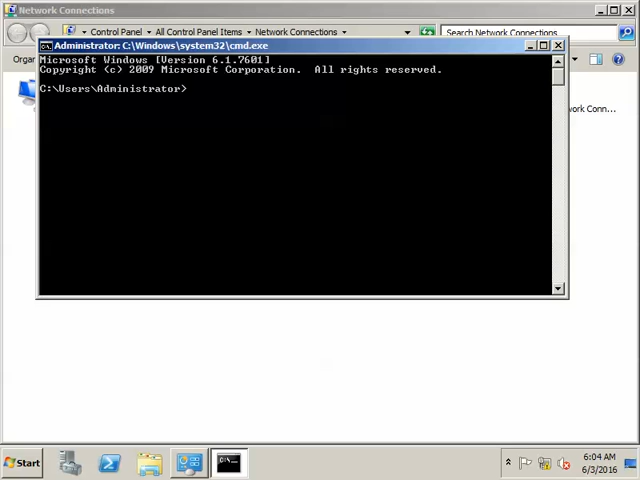 Network Connections
Control Panel ▸ All Control Panel Items ▸ Network Connections
Search Network Connections
Organ
Administrator: C:\Windows\system32\cmd.exe
Microsoft Windows [Version 6.1.7601]
Copyright (c) 2009 Microsoft Corporation.  All rights reserved.
C:\Users\Administrator>
work Conn...
Start
6:04 AM
6/3/2016